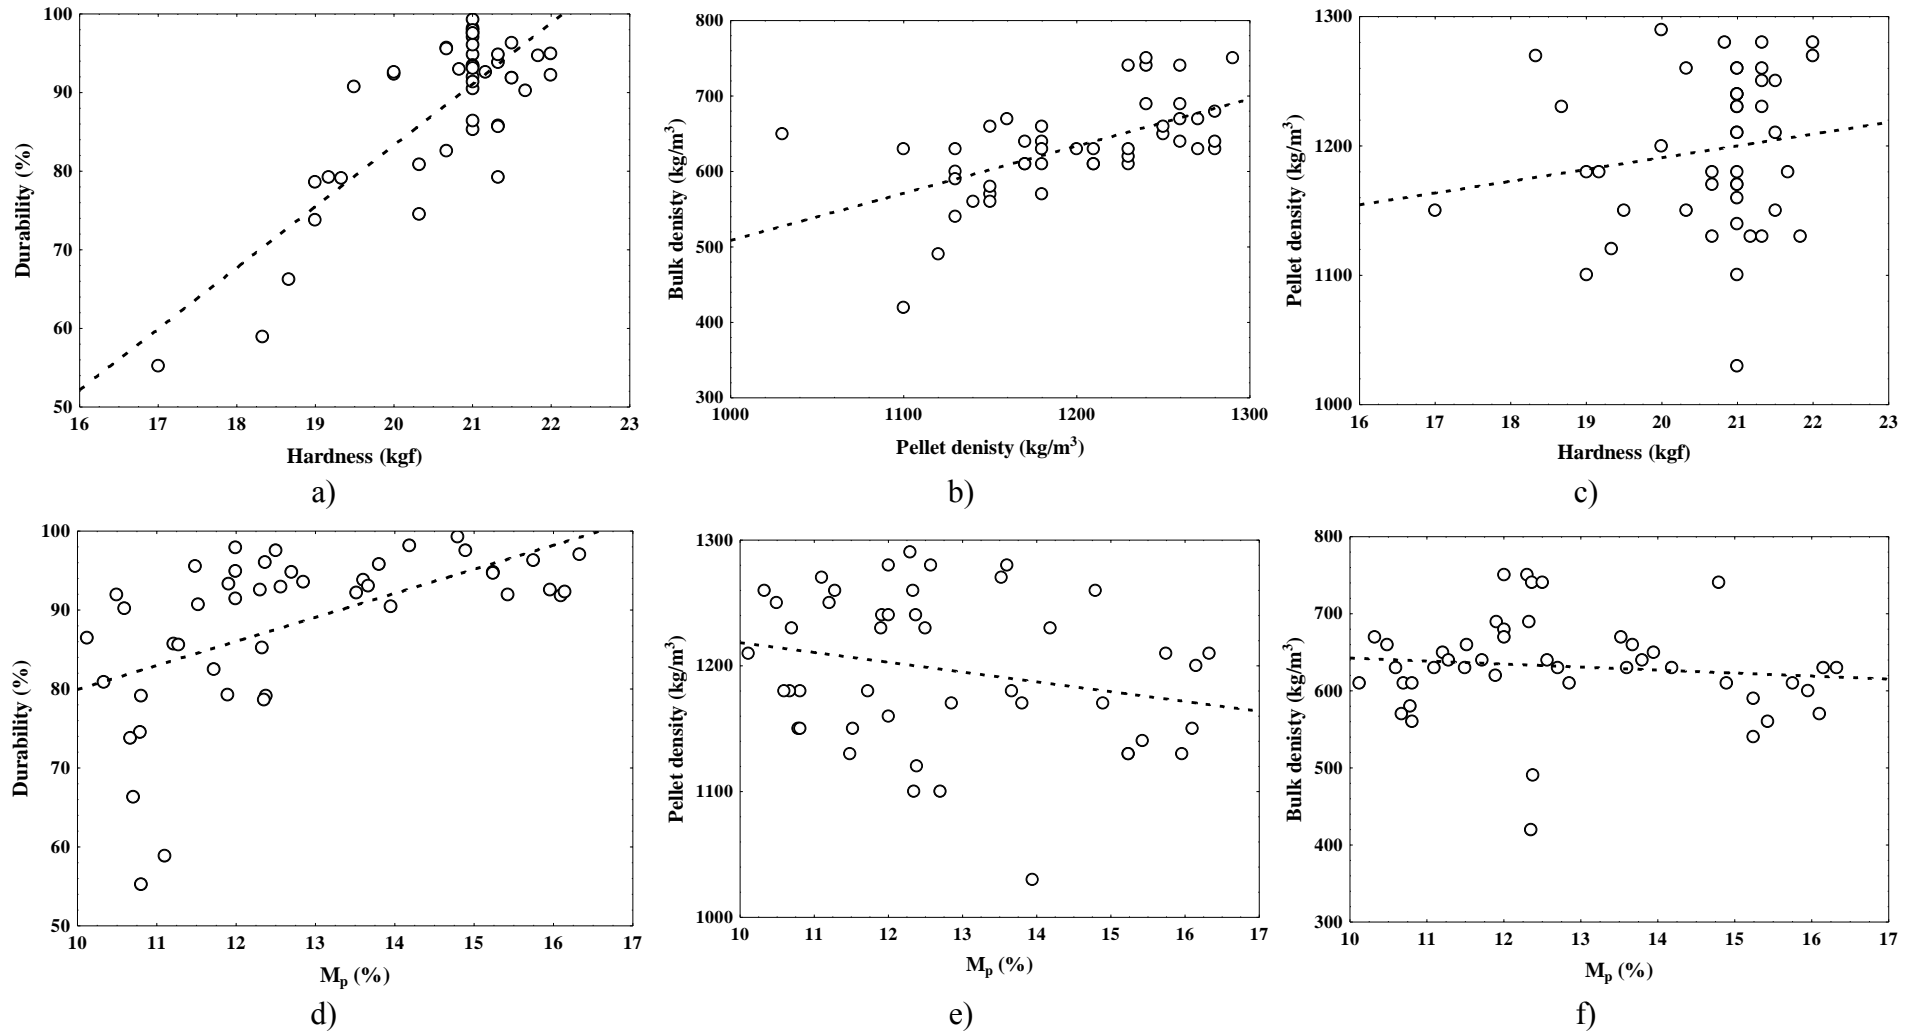 100
90
80
70
60
50
Durability (%)
16 17 18 19 20 21 22 23
Hardness (kgf)
a)
800
700
600
500
400
300
Bulk denisty (kg/m³)
1000 1100 1200 1300
Pellet denisty (kg/m³)
b)
1300
1200
1100
1000
Pellet density (kg/m³)
16 17 18 19 20 21 22 23
Hardness (kgf)
c)
100
90
80
70
60
50
Durability (%)
10 11 12 13 14 15 16 17
Mₚ (%)
d)
1300
1200
1100
1000
Pellet density (kg/m³)
10 11 12 13 14 15 16 17
Mₚ (%)
e)
800
700
600
500
400
300
Bulk denisty (kg/m³)
10 11 12 13 14 15 16 17
Mₚ (%)
f)